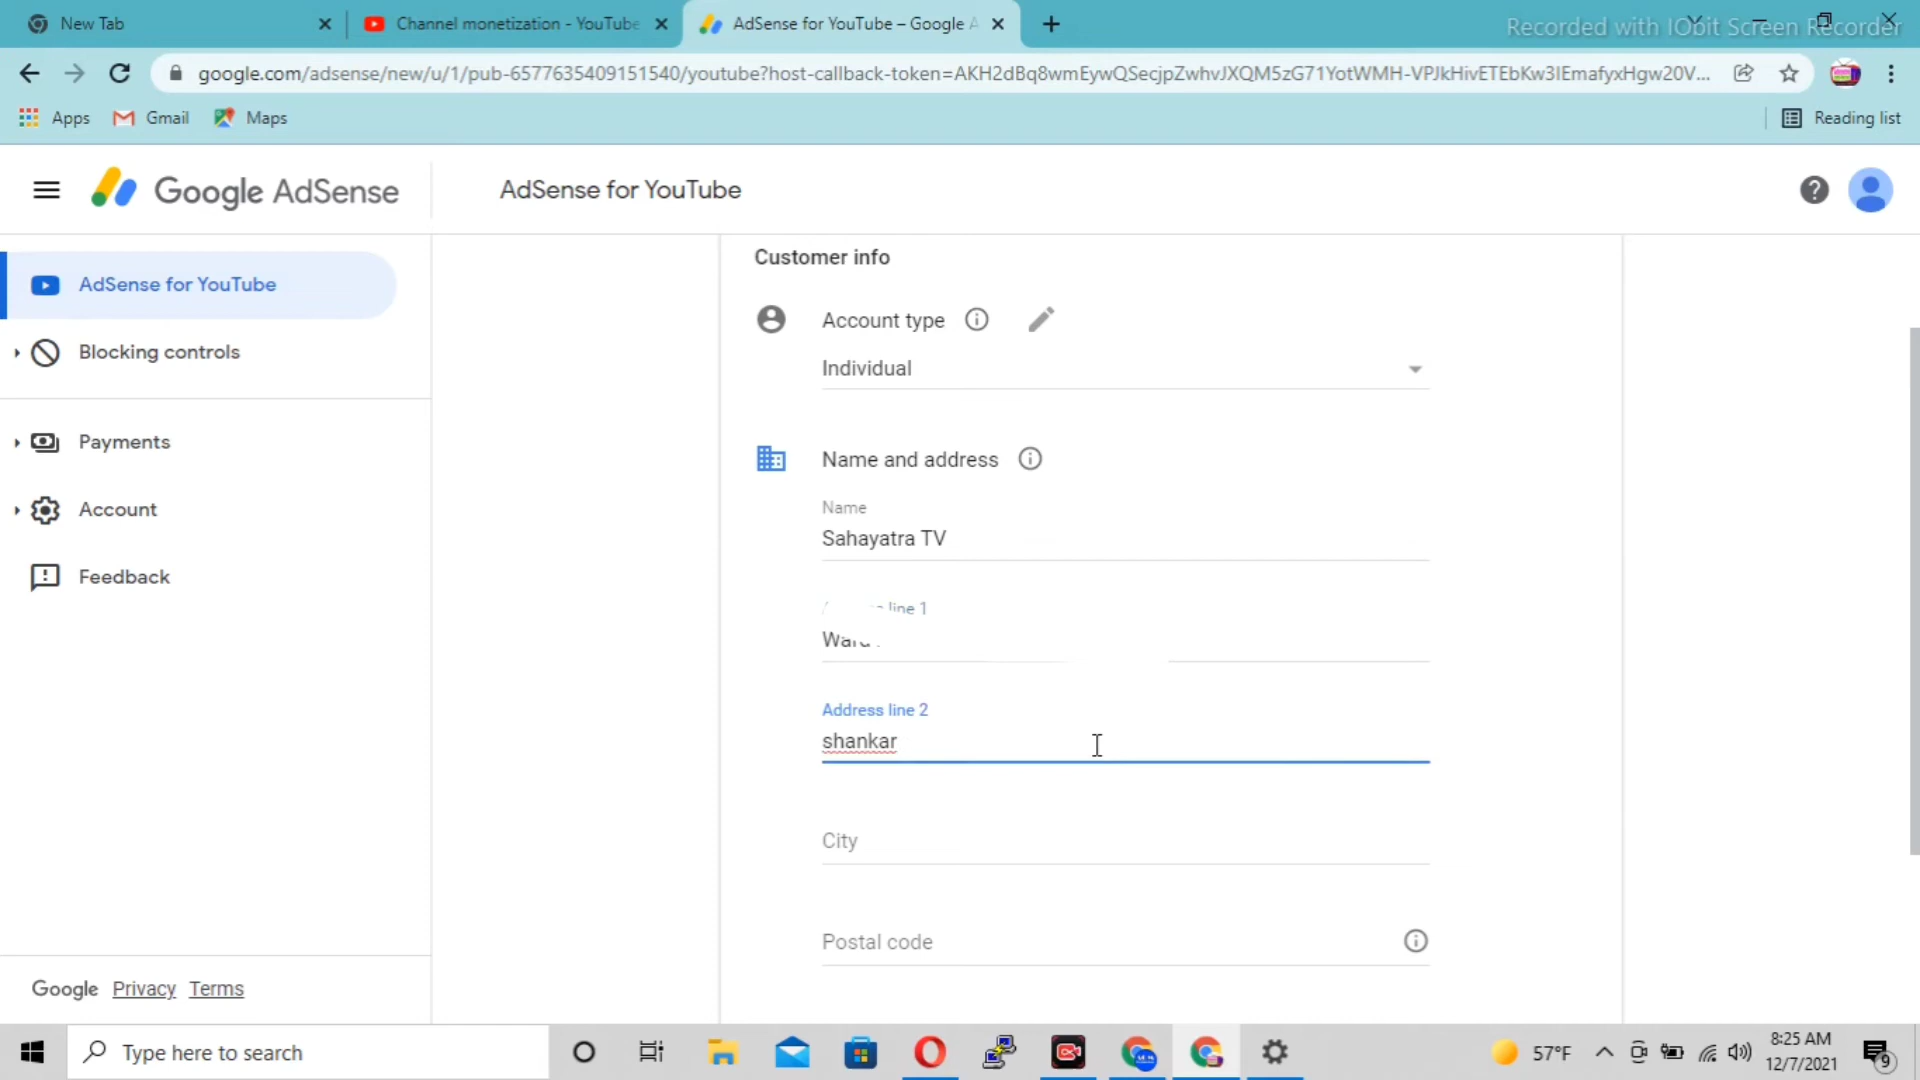 New Tab
Channel monetization - YouTube
AdSense for YouTube – Google A
Recorded with IObit Screen Recorder
google.com/adsense/new/u/1/pub-6577635409151540/youtube?host-callback-token=AKH2dBq8wmEywQSecjpZwhvJXQM5zG71YotWMH-VPJkHivETEbKw3IEmafyxHgw20V...
Apps
Gmail
Maps
Reading list
Google AdSense
AdSense for YouTube
AdSense for YouTube
Blocking controls
Payments
Account
Feedback
Google Privacy Terms
Customer info
Account type
Individual
Name and address
Name
Sahayatra TV
line 1
Address line 2
shankar
City
Postal code
Type here to search
57°F
8:25 AM
12/7/2021
9